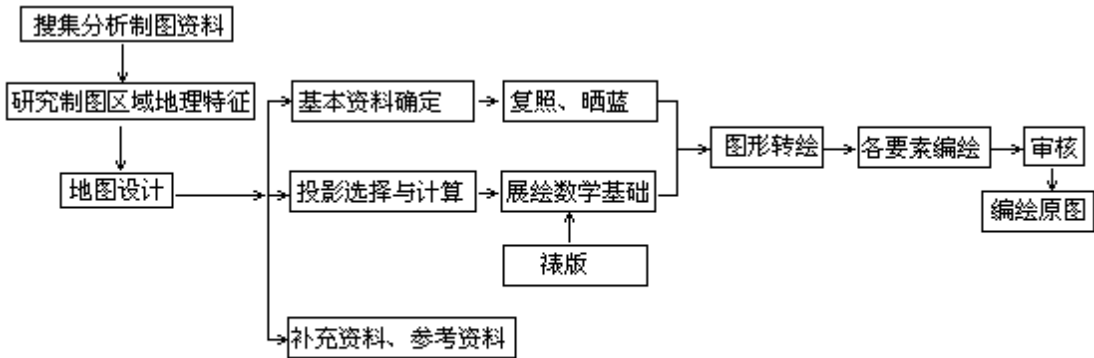 搜集分析制图资料
研究制图区域地理特征
地图设计
基本资料确定
复照、晒蓝
投影选择与计算
展绘数学基础
裱版
补充资料、参考资料
图形转绘
各要素编绘
审核
编绘原图